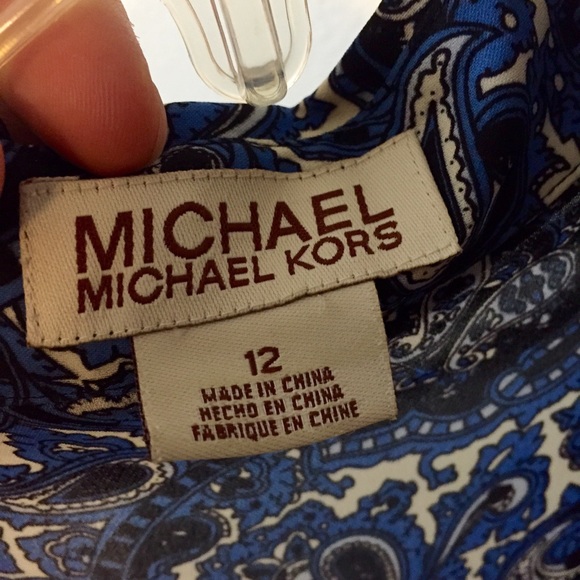 MICHAEL
MICHAEL KORS
12
MADE IN CHINA
HECHO EN CHINA
FABRIQUE EN CHINE